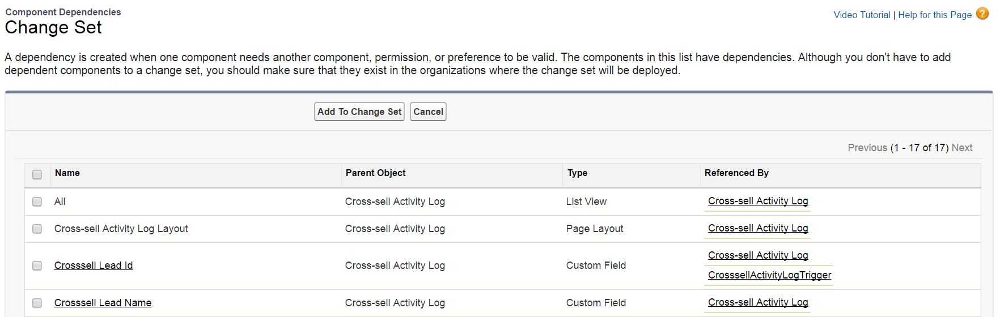 Component Dependencies
Change Set
Video Tutorial | Help for this Page ?
A dependency is created when one component needs another component, permission, or preference to be valid. The components in this list have dependencies. Although you don't have to add
dependent components to a change set, you should make sure that they exist in the organizations where the change set will be deployed.
Add To Change Set Cancel
Previous (1 - 17 of 17) Next
Name Parent Object Type Referenced By
All Cross-sell Activity Log List View Cross-sell Activity Log
Cross-sell Activity Log Layout Cross-sell Activity Log Page Layout Cross-sell Activity Log
Crosssell Lead Id Cross-sell Activity Log Custom Field Cross-sell Activity Log
CrosssellActivityLogTrigger
Crosssell Lead Name Cross-sell Activity Log Custom Field Cross-sell Activity Log